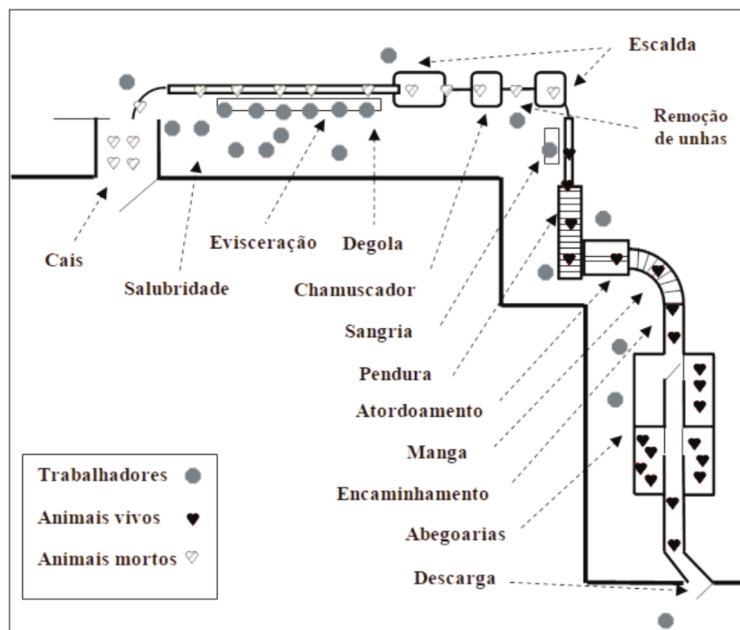 Escalda
Remoção
de unhas
Cais
Salubridade
Evisceração
Degola
Chamuscador
Sangria
Pendura
Atordoamento
Manga
Encaminhamento
Abegoarias
Descarga
Trabalhadores
Animais vivos
Animais mortos